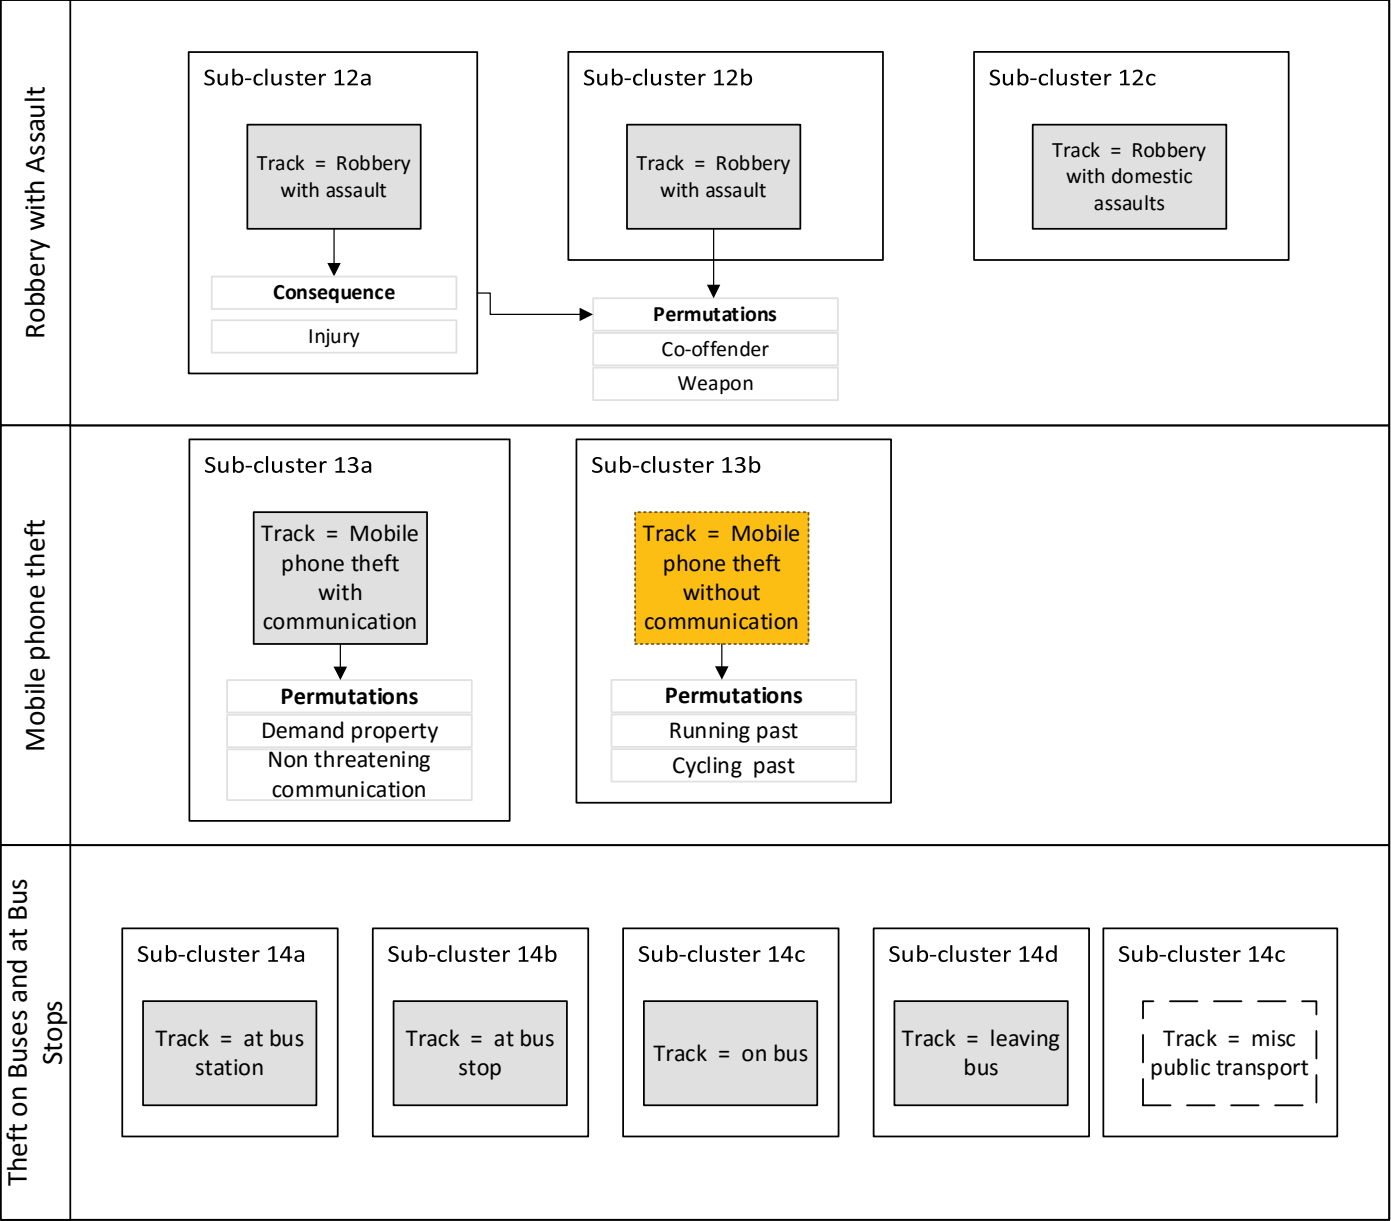 Robbery with Assault
Sub-cluster 12a
Track = Robbery
with assault
Consequence
Injury
Sub-cluster 12b
Track = Robbery
with assault
Permutations
Co-offender
Weapon
Sub-cluster 12c
Track = Robbery
with domestic
assaults
Mobile phone theft
Sub-cluster 13a
Track = Mobile
phone theft
with
communication
Permutations
Demand property
Non threatening
communication
Sub-cluster 13b
Track = Mobile
phone theft
without
communication
Permutations
Running past
Cycling past
Theft on Buses and at Bus
Stops
Sub-cluster 14a
Track = at bus
station
Sub-cluster 14b
Track = at bus
stop
Sub-cluster 14c
Track = on bus
Sub-cluster 14d
Track = leaving
bus
Sub-cluster 14c
Track = misc
public transport